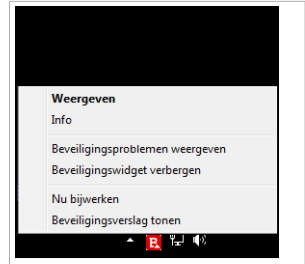 Weergeven
Info
Beveiligingsproblemen weergeven
Beveiligingswidget verbergen
Nu bijwerken
Beveiligingsverslag tonen
B